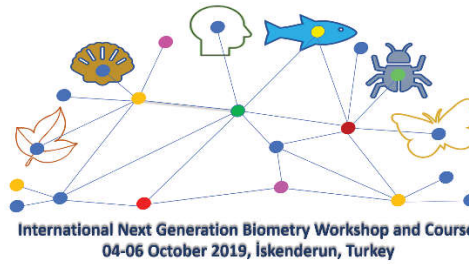 International Next Generation Biometry Workshop and Course
04-06 October 2019, İskenderun, Turkey